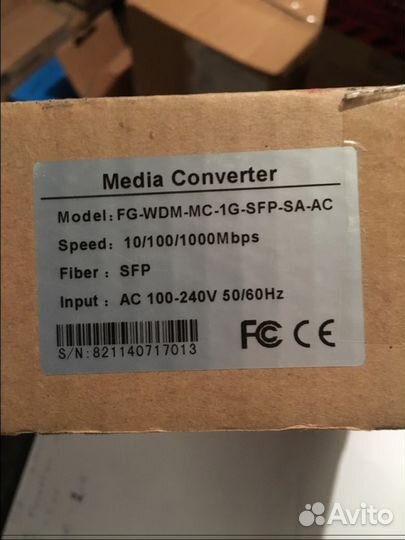 Media Converter
Model: FG-WDM-MC-1G-SFP-SA-AC
Speed: 10/100/1000Mbps
Fiber : SFP
Input : AC 100-240V 50/60Hz
S/N:821140717013
FC CE
Avito